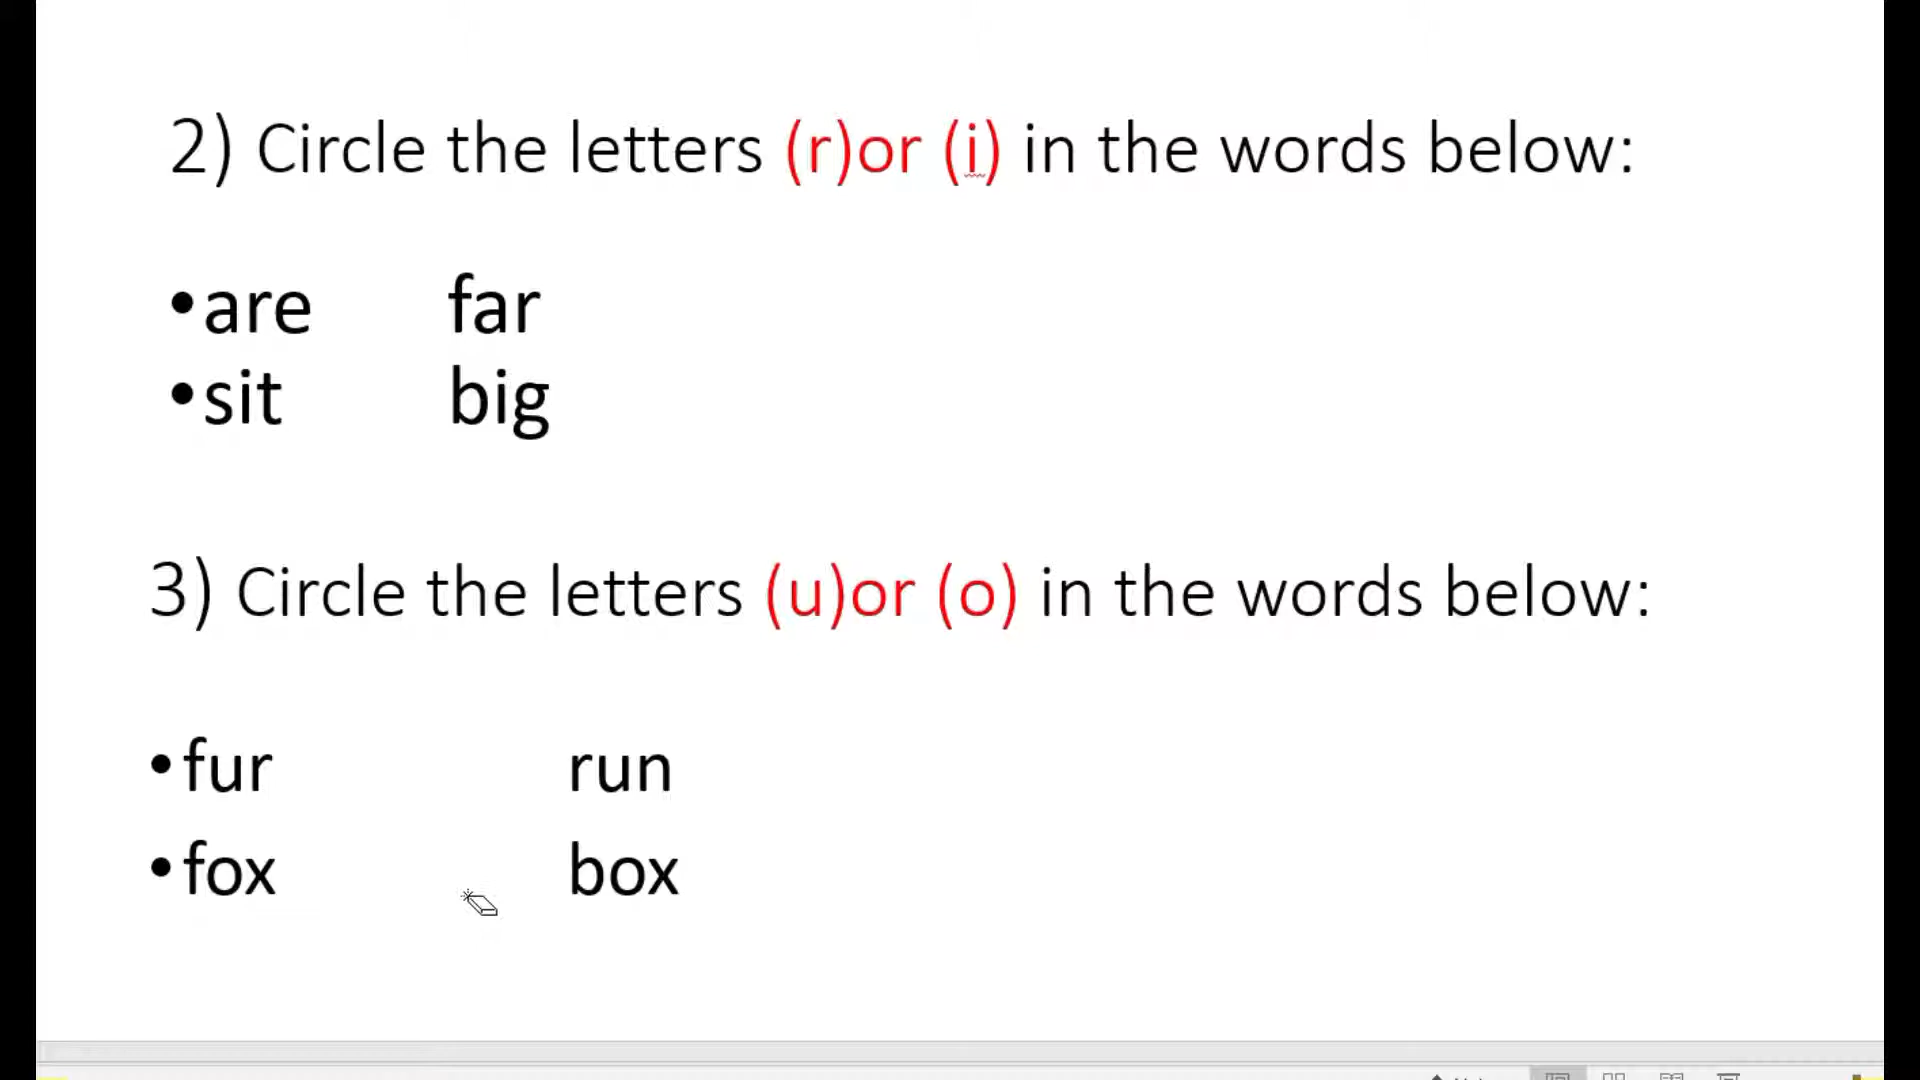 2) Circle the letters (r)or (i) in the words below:
•are far
•sit big
3) Circle the letters (u)or (o) in the words below:
•fur run
•fox box